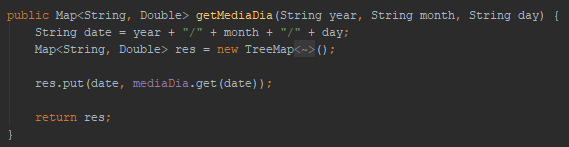 public Map<String, Double> getMediaDia(String year, String month, String day) {
String date = year + "/" + month + "/" + day;
Map<String, Double> res = new TreeMap<~>();
res.put(date, mediaDia.get(date));
return res;
}